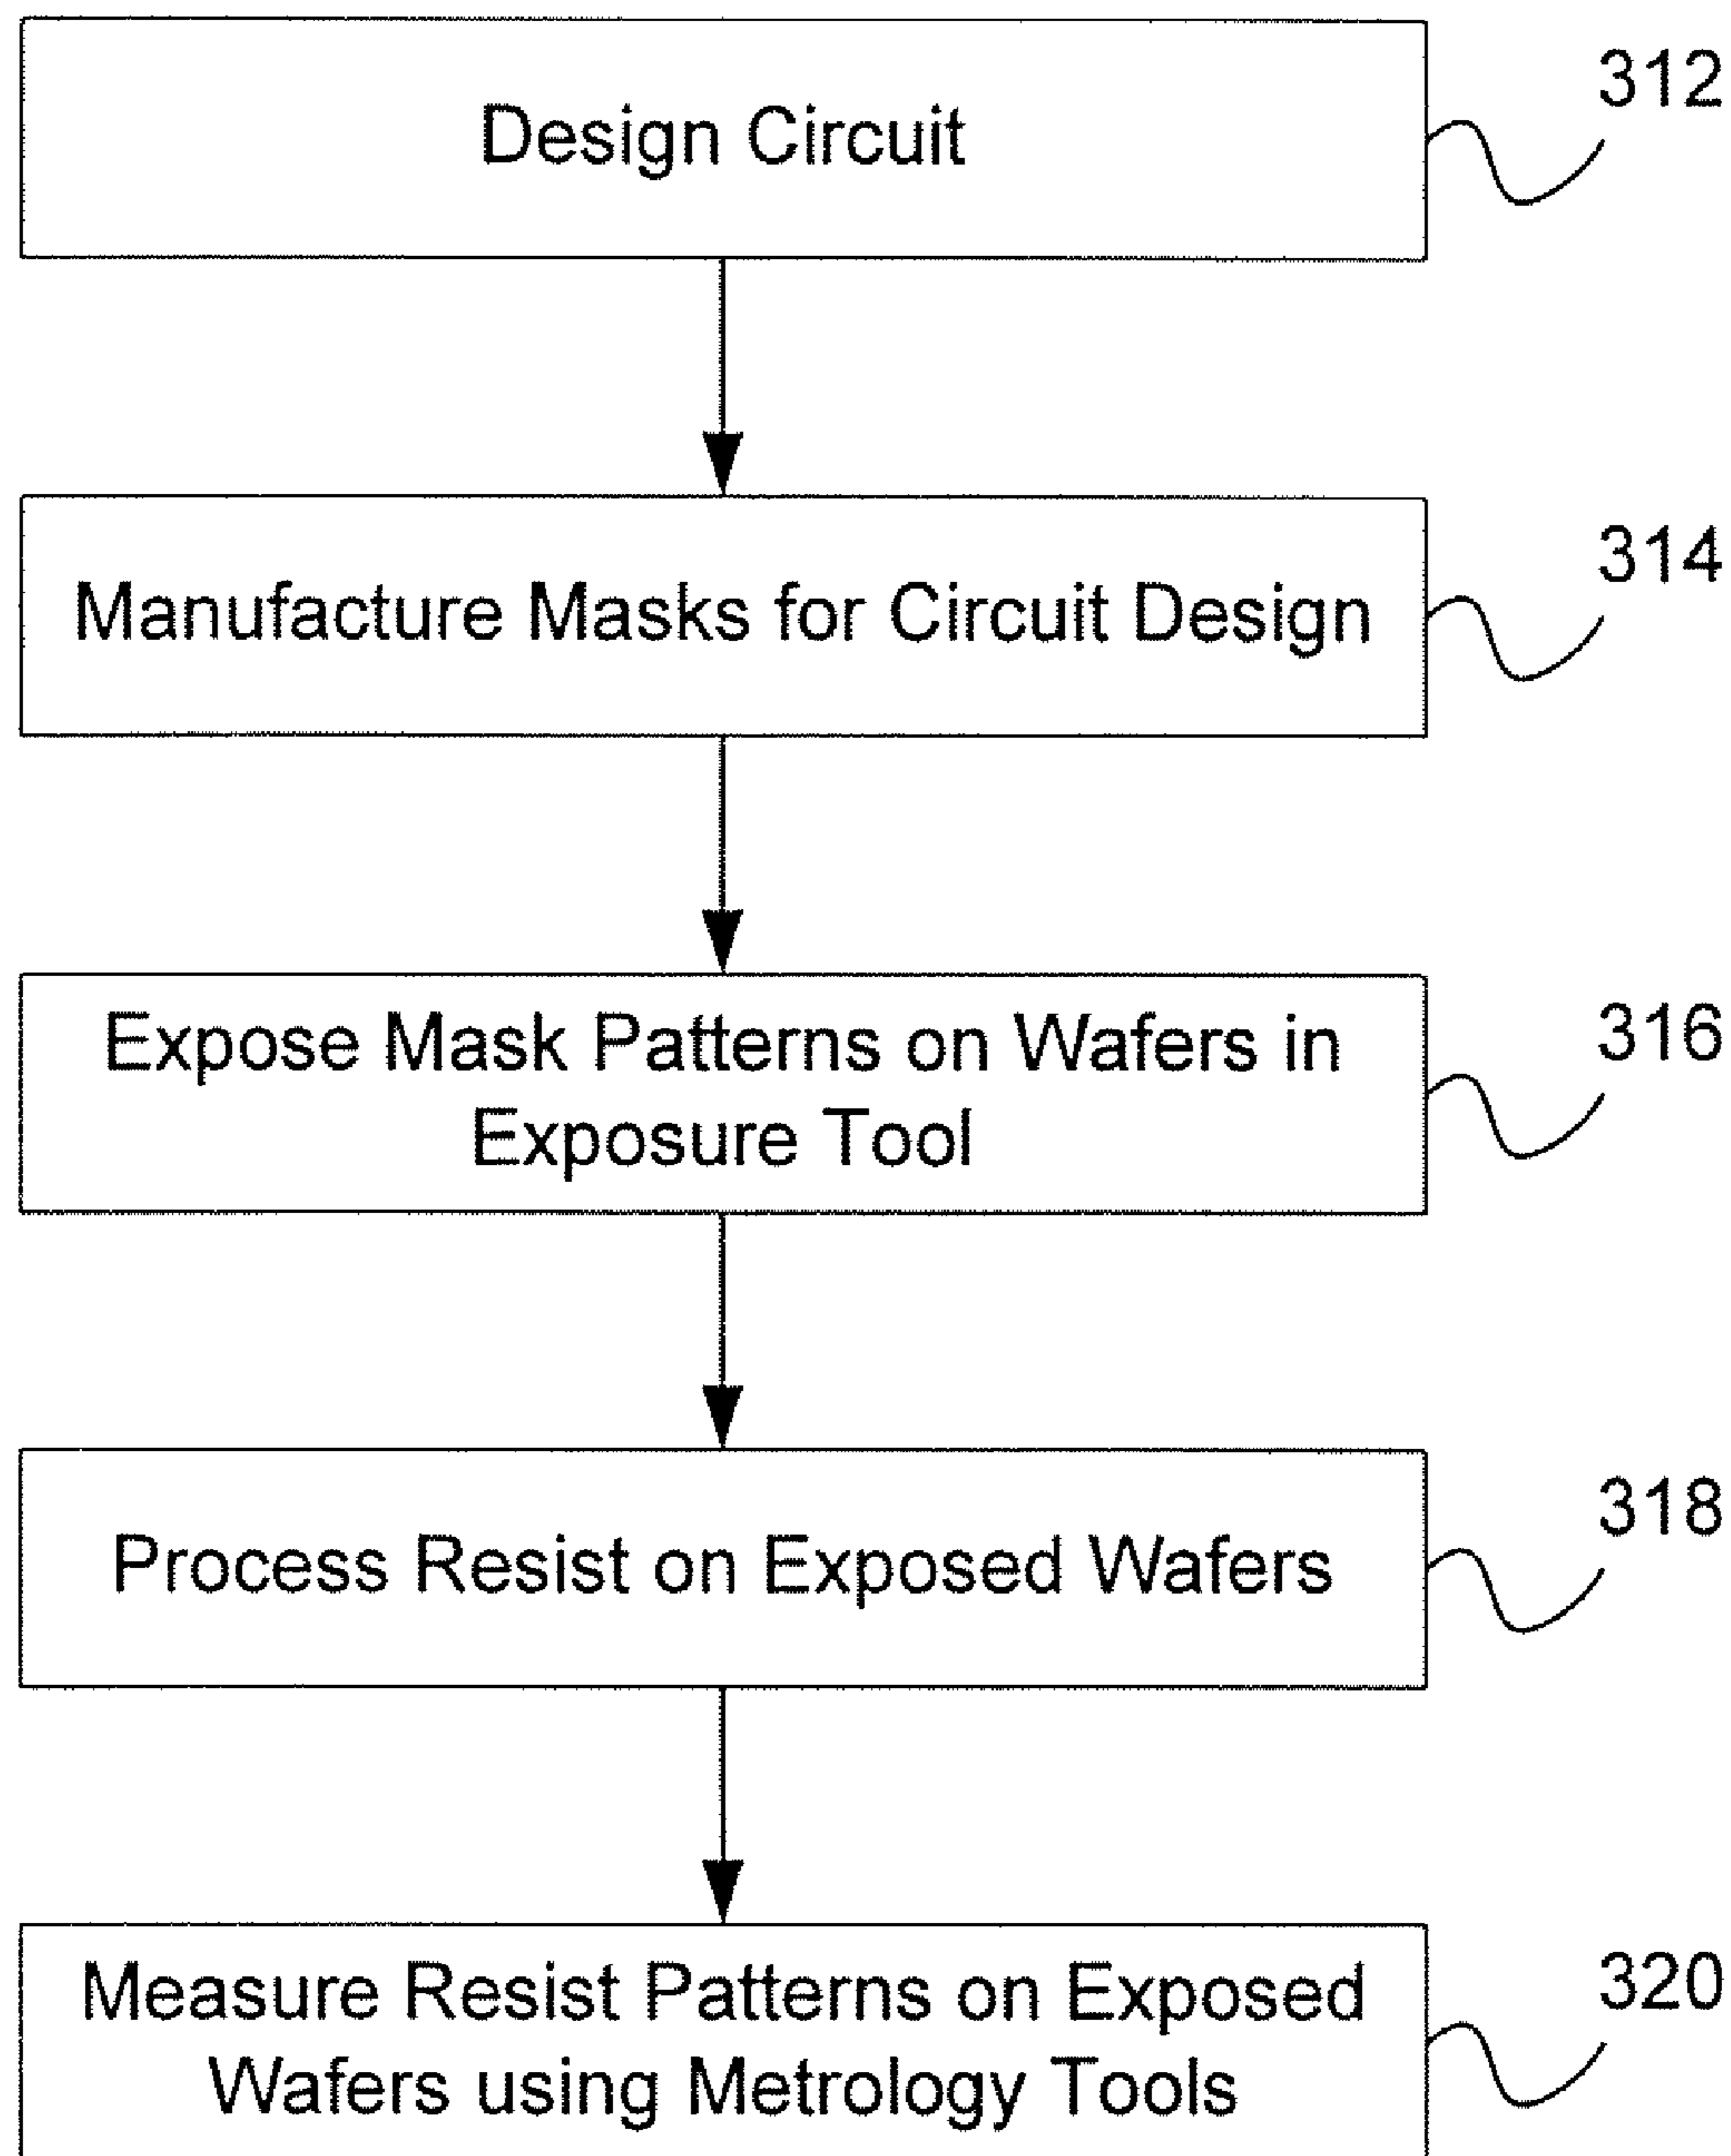 Design Circuit
312
Manufacture Masks for Circuit Design
314
Expose Mask Patterns on Wafers in
Exposure Tool
316
Process Resist on Exposed Wafers
318
Measure Resist Patterns on Exposed
Wafers using Metrology Tools
320